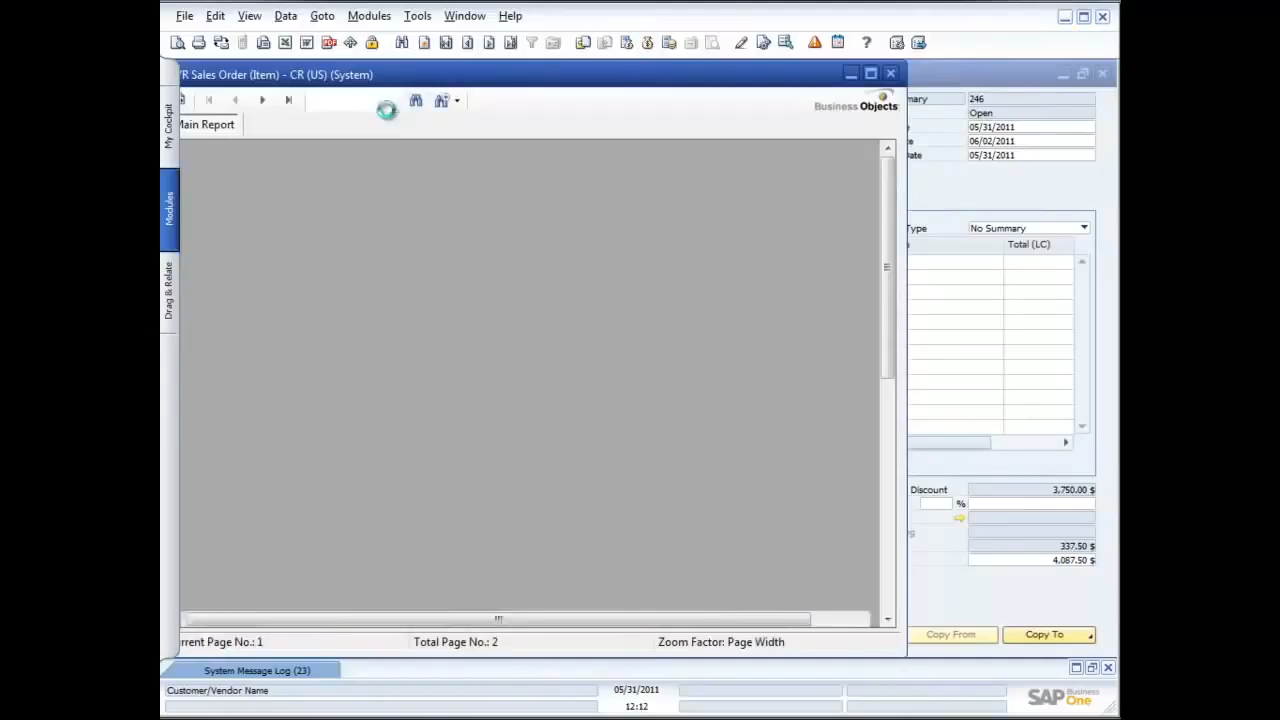 File Edit View Data Goto Modules Tools Window Help
/R Sales Order (Item) - CR (US) (System)
Business Objects
Main Report
My Cockpit
Modules
Drag & Relate
mary 246
Open
05/31/2011
te 06/02/2011
Date 05/31/2011
Type No Summary
Total (LC)
Discount 3,750.00 $
%
337.50 $
4,087.50 $
Copy From Copy To
rrent Page No.: 1 Total Page No.: 2 Zoom Factor: Page Width
System Message Log (23)
Customer/Vendor Name 05/31/2011
12:12
SAP Business One